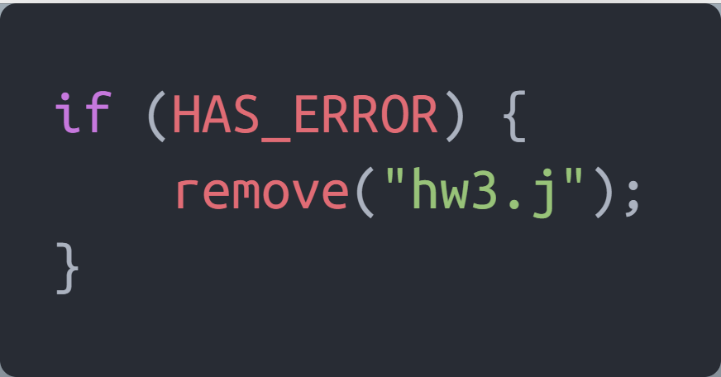 if (HAS_ERROR) {
    remove("hw3.j");
}